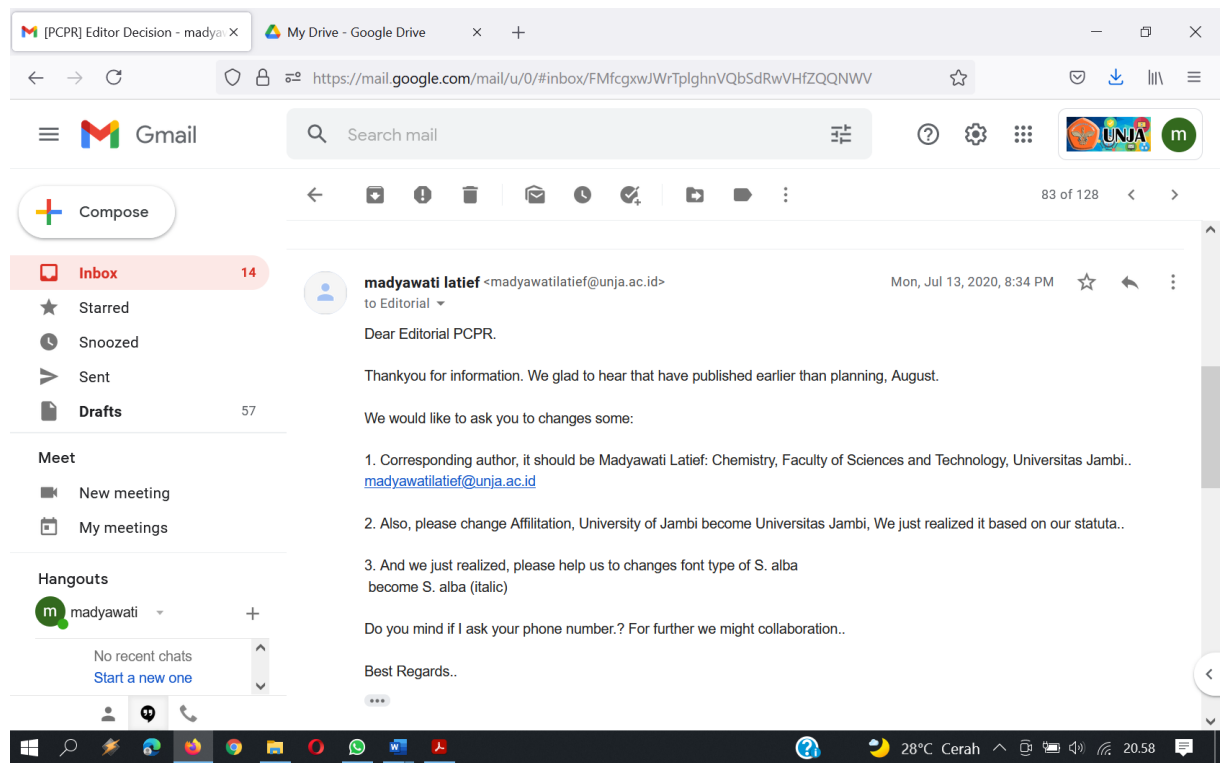 [PCPR] Editor Decision - madyav
My Drive - Google Drive
https://mail.google.com/mail/u/0/#inbox/FMfcgxwJWrTplghnVQbSdRwVHfZQQNWV
Gmail
Search mail
UNJA
m
Compose
83 of 128
Inbox 14
Starred
Snoozed
Sent
Drafts 57
Meet
New meeting
My meetings
Hangouts
m madyawati
No recent chats
Start a new one
madyawati latief <madyawatilatief@unja.ac.id>
Mon, Jul 13, 2020, 8:34 PM
to Editorial
Dear Editorial PCPR.
Thankyou for information. We glad to hear that have published earlier than planning, August.
We would like to ask you to changes some:
1. Corresponding author, it should be Madyawati Latief: Chemistry, Faculty of Sciences and Technology, Universitas Jambi..
madyawatilatief@unja.ac.id
2. Also, please change Affilitation, University of Jambi become Universitas Jambi, We just realized it based on our statuta..
3. And we just realized, please help us to changes font type of S. alba
become S. alba (italic)
Do you mind if I ask your phone number.? For further we might collaboration..
Best Regards..
28°C Cerah
20.58